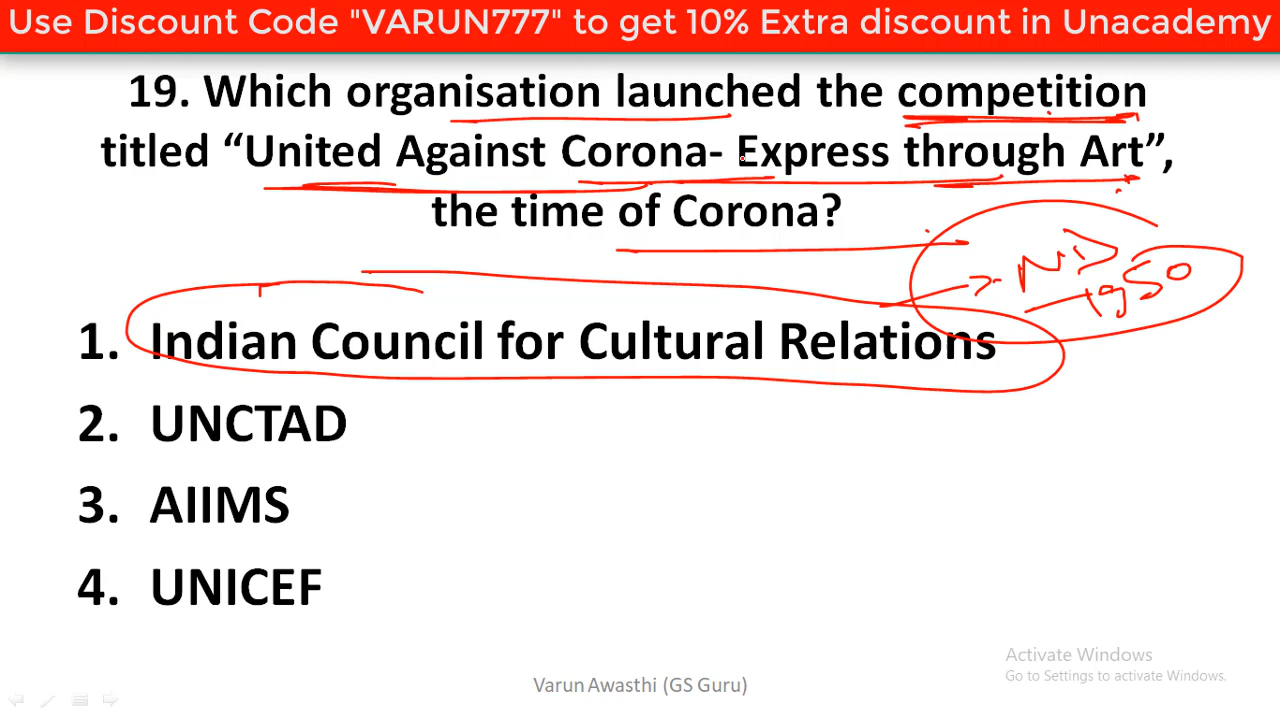 Use Discount Code "VARUN777" to get 10% Extra discount in Unacademy
19. Which organisation launched the competition
titled “United Against Corona- Express through Art”,
the time of Corona?
ND
1950
1. Indian Council for Cultural Relations
2. UNCTAD
3. AIIMS
4. UNICEF
Activate Windows
Go to Settings to activate Windows.
Varun Awasthi (GS Guru)